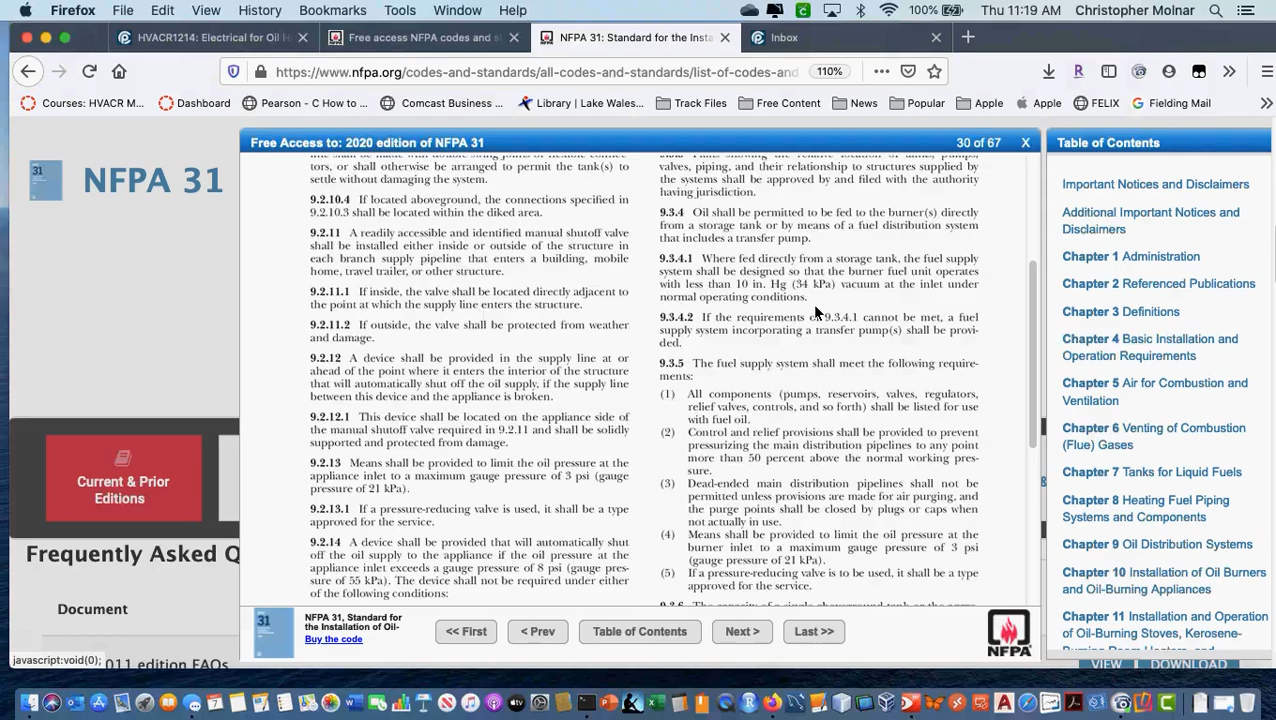 Firefox File Edit View History Bookmarks Tools Window Help 100% Thu 11:19 AM Christopher Molnar
HVACR1214: Electrical for Oil H
Free access NFPA codes and s
NFPA 31: Standard for the Insta
Inbox
https://www.nfpa.org/codes-and-standards/all-codes-and-standards/list-of-codes-and
110%
Courses: HVACR M... Dashboard Pearson - C How to ... Comcast Business ... Library | Lake Wales... Track Files Free Content News Popular Apple Apple FELIX Fielding Mail
NFPA 31
Current & Prior
Editions
Frequently Asked Q
Document
011 edition FAQs
javascript:void(0);
Free Access to: 2020 edition of NFPA 31
30 of 67
X
tors, or shall otherwise be arranged to permit the tank(s) to
settle without damaging the system.
9.2.10.4 If located aboveground, the connections specified in
9.2.10.3 shall be located within the diked area.
9.2.11 A readily accessible and identified manual shutoff valve
shall be installed either inside or outside of the structure in
each branch supply pipeline that enters a building, mobile
home, travel trailer, or other structure.
9.2.11.1 If inside, the valve shall be located directly adjacent to
the point at which the supply line enters the structure.
9.2.11.2 If outside, the valve shall be protected from weather
and damage.
9.2.12 A device shall be provided in the supply line at or
ahead of the point where it enters the interior of the structure
that will automatically shut off the oil supply, if the supply line
between this device and the appliance is broken.
9.2.12.1 This device shall be located on the appliance side of
the manual shutoff valve required in 9.2.11 and shall be solidly
supported and protected from damage.
9.2.13 Means shall be provided to limit the oil pressure at the
appliance inlet to a maximum gauge pressure of 3 psi (gauge
pressure of 21 kPa).
9.2.13.1 If a pressure-reducing valve is used, it shall be a type
approved for the service.
9.2.14 A device shall be provided that will automatically shut
off the oil supply to the appliance if the oil pressure at the
appliance inlet exceeds a gauge pressure of 8 psi (gauge pres-
sure of 55 kPa). The device shall not be required under either
of the following conditions:
valves, piping, and their relationship to structures supplied by
the systems shall be approved by and filed with the authority
having jurisdiction.
9.3.4 Oil shall be permitted to be fed to the burner(s) directly
from a storage tank or by means of a fuel distribution system
that includes a transfer pump.
9.3.4.1 Where fed directly from a storage tank, the fuel supply
system shall be designed so that the burner fuel unit operates
with less than 10 in. Hg (34 kPa) vacuum at the inlet under
normal operating conditions.
9.3.4.2 If the requirements of 9.3.4.1 cannot be met, a fuel
supply system incorporating a transfer pump(s) shall be provi-
ded.
9.3.5 The fuel supply system shall meet the following require-
ments:
(1) All components (pumps, reservoirs, valves, regulators,
relief valves, controls, and so forth) shall be listed for use
with fuel oil.
(2) Control and relief provisions shall be provided to prevent
pressurizing the main distribution pipelines to any point
more than 50 percent above the normal working pres-
sure.
(3) Dead-ended main distribution pipelines shall not be
permitted unless provisions are made for air purging, and
the purge points shall be closed by plugs or caps when
not actually in use.
(4) Means shall be provided to limit the oil pressure at the
burner inlet to a maximum gauge pressure of 3 psi
(gauge pressure of 21 kPa).
(5) If a pressure-reducing valve is to be used, it shall be a type
approved for the service.
31
NFPA 31, Standard for
the Installation of Oil-
Buy the code
<< First
< Prev
Table of Contents
Next >
Last >>
NFPA
Table of Contents
Important Notices and Disclaimers
Additional Important Notices and
Disclaimers
Chapter 1 Administration
Chapter 2 Referenced Publications
Chapter 3 Definitions
Chapter 4 Basic Installation and
Operation Requirements
Chapter 5 Air for Combustion and
Ventilation
Chapter 6 Venting of Combustion
(Flue) Gases
Chapter 7 Tanks for Liquid Fuels
Chapter 8 Heating Fuel Piping
Systems and Components
Chapter 9 Oil Distribution Systems
Chapter 10 Installation of Oil Burners
and Oil-Burning Appliances
Chapter 11 Installation and Operation
of Oil-Burning Stoves, Kerosene-
VIEW DOWNLOAD